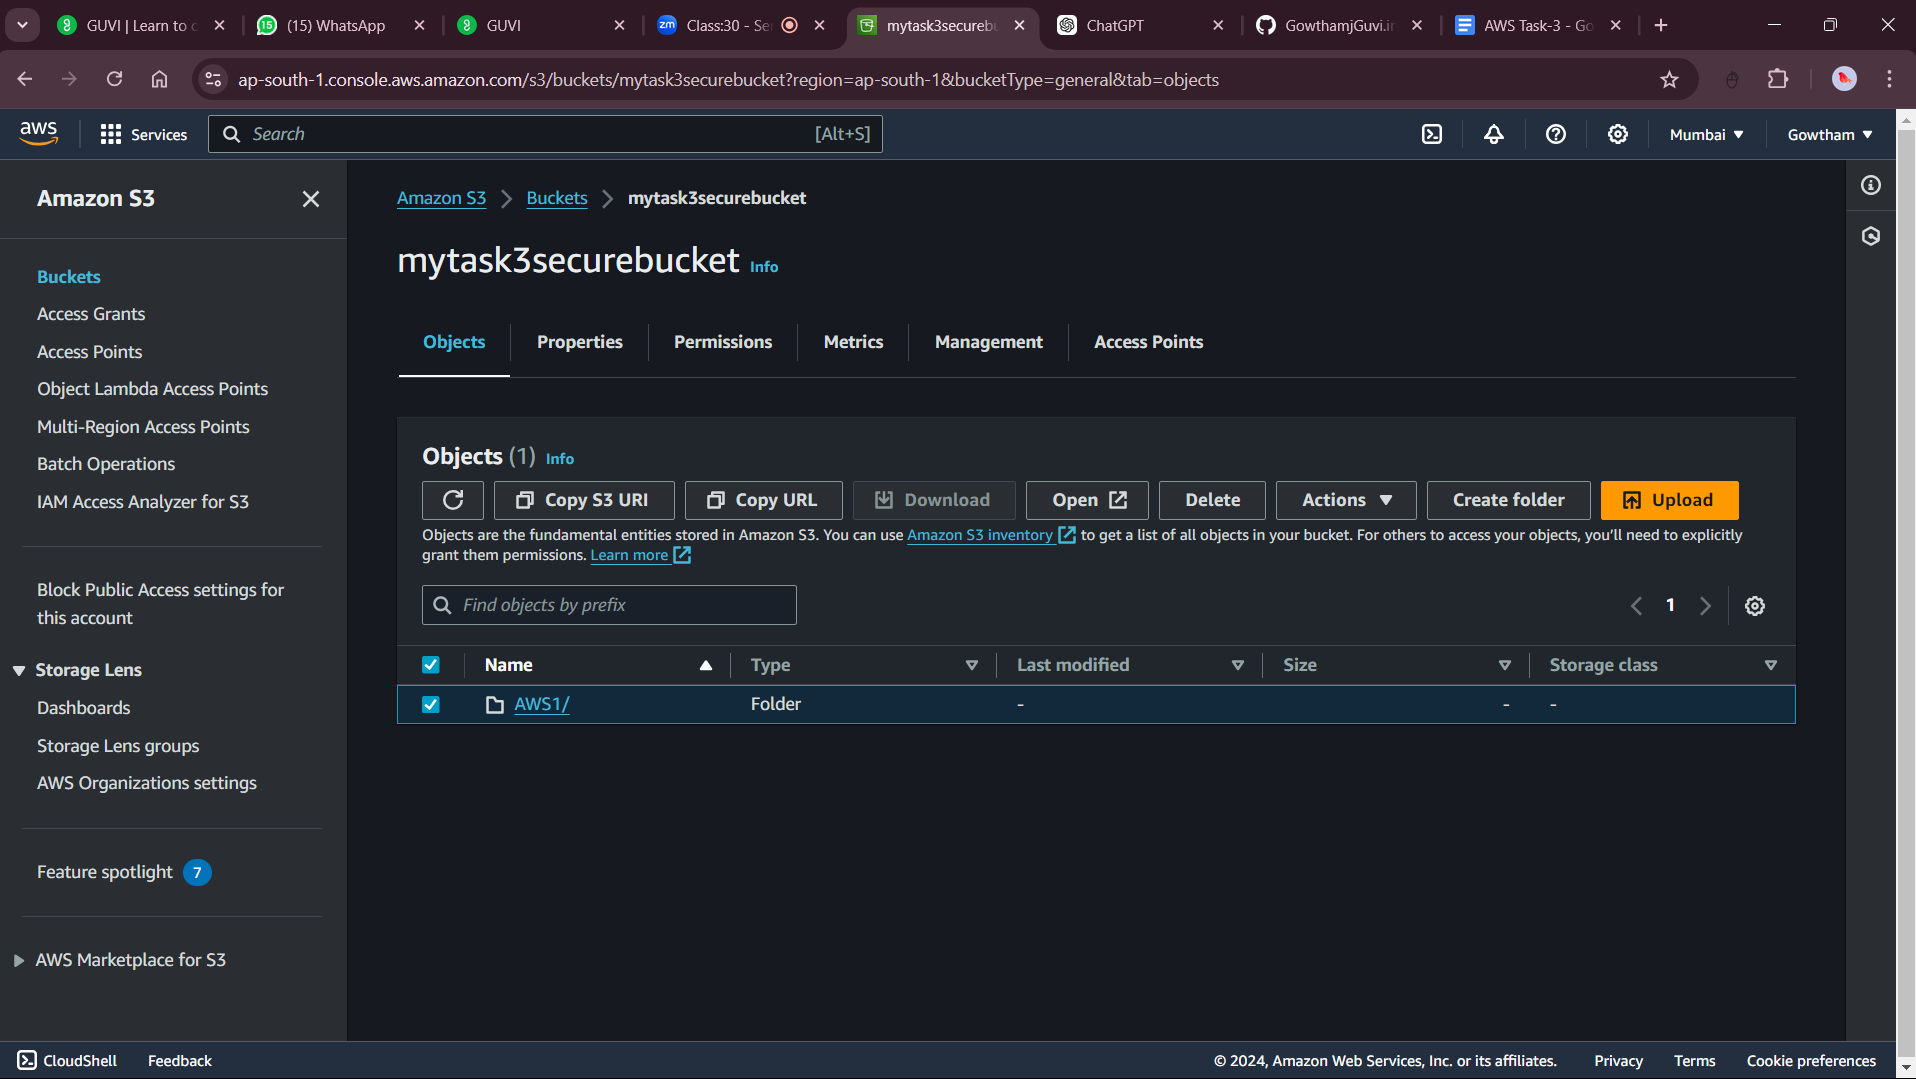 GUVI | Learn to c
(15) WhatsApp
GUVI
zm Class:30 - Se
mytask3securebu
ChatGPT
GowthamjGuvi.in
AWS Task-3 - Go
ap-south-1.console.aws.amazon.com/s3/buckets/mytask3securebucket?region=ap-south-1&bucketType=general&tab=objects
aws
Services
Search
[Alt+S]
Mumbai
Gowtham
Amazon S3
Buckets
Access Grants
Access Points
Object Lambda Access Points
Multi-Region Access Points
Batch Operations
IAM Access Analyzer for S3
Block Public Access settings for
this account
Storage Lens
Dashboards
Storage Lens groups
AWS Organizations settings
Feature spotlight 7
AWS Marketplace for S3
Amazon S3 > Buckets > mytask3securebucket
mytask3securebucket Info
Objects
Properties
Permissions
Metrics
Management
Access Points
Objects (1) Info
Copy S3 URI
Copy URL
Download
Open
Delete
Actions
Create folder
Upload
Objects are the fundamental entities stored in Amazon S3. You can use Amazon S3 inventory to get a list of all objects in your bucket. For others to access your objects, you'll need to explicitly
grant them permissions. Learn more
Find objects by prefix
1
Name Type Last modified Size Storage class
AWS1/ Folder - - -
CloudShell Feedback © 2024, Amazon Web Services, Inc. or its affiliates. Privacy Terms Cookie preferences